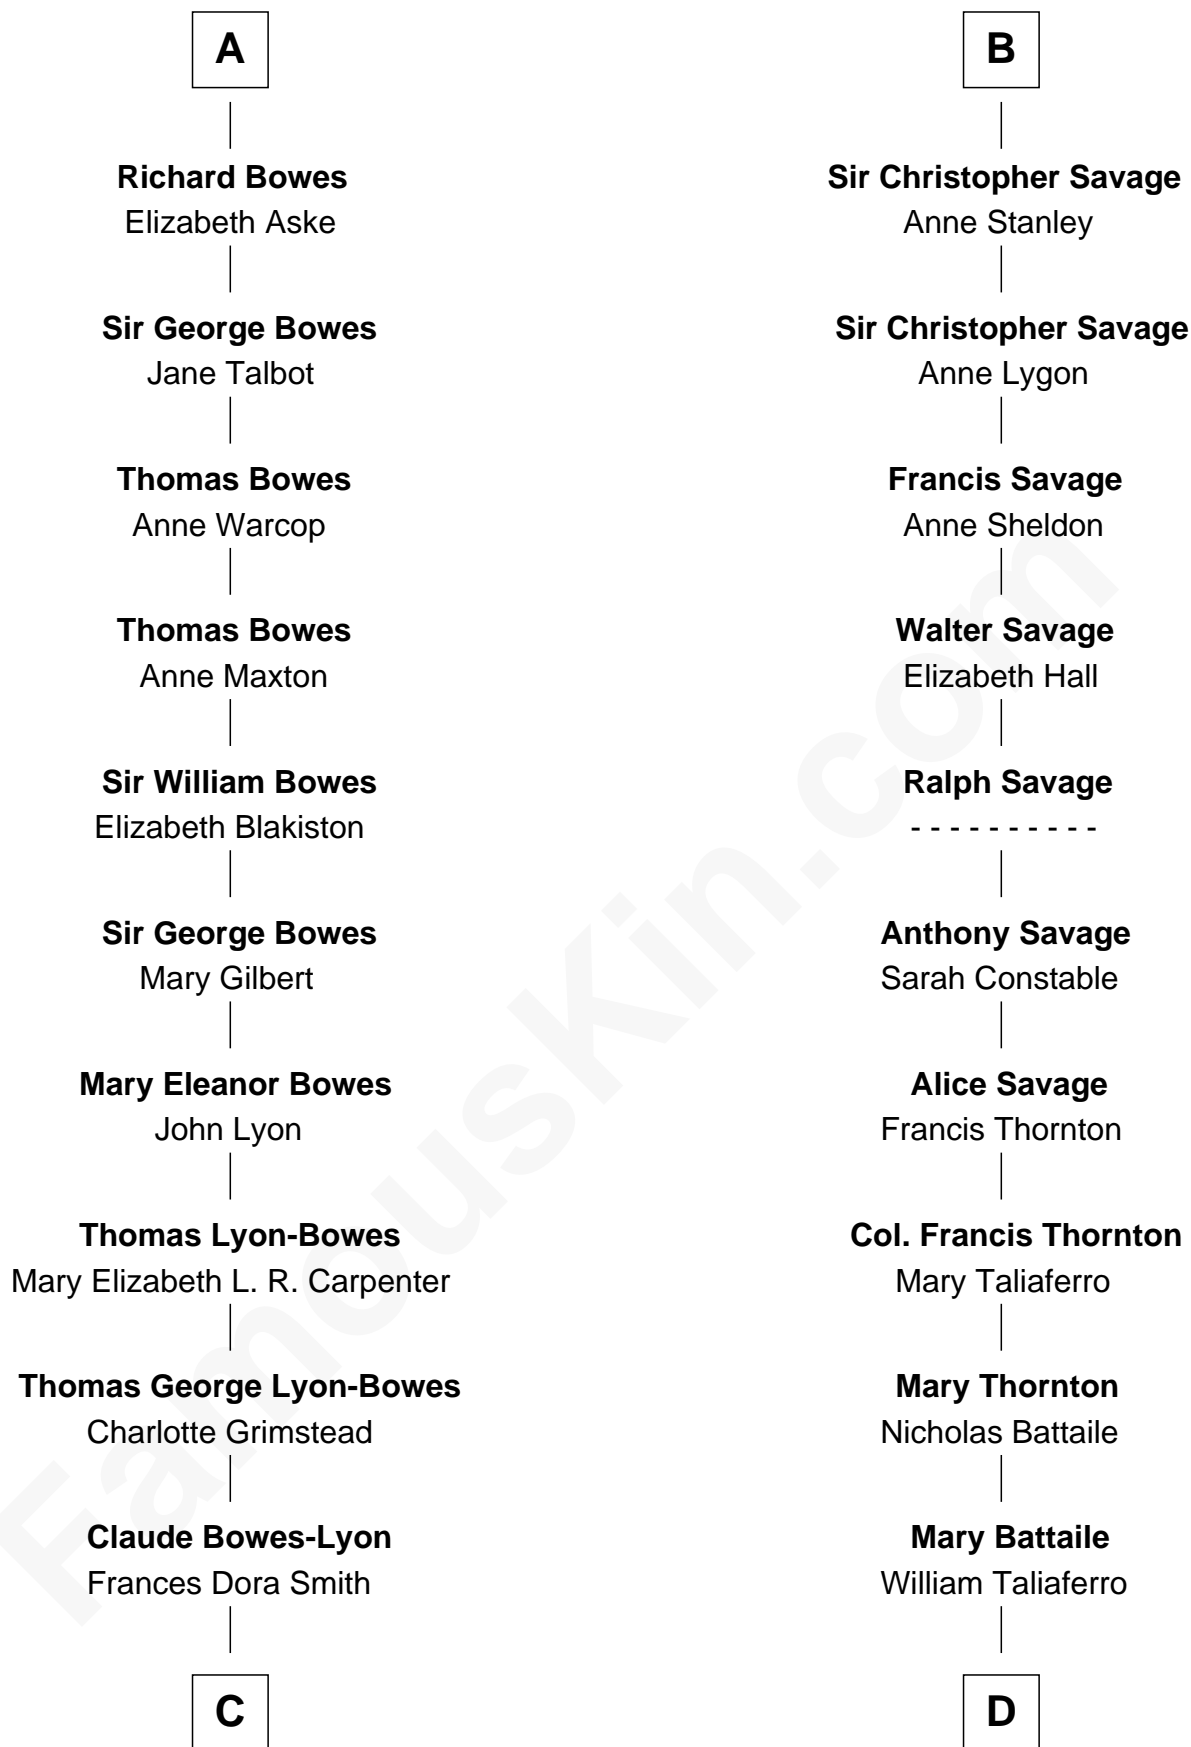 A
Richard Bowes
Elizabeth Aske
Sir George Bowes
Jane Talbot
Thomas Bowes
Anne Warcop
Thomas Bowes
Anne Maxton
Sir William Bowes
Elizabeth Blakiston
Sir George Bowes
Mary Gilbert
Mary Eleanor Bowes
John Lyon
Thomas Lyon-Bowes
Mary Elizabeth L. R. Carpenter
Thomas George Lyon-Bowes
Charlotte Grimstead
Claude Bowes-Lyon
Frances Dora Smith
C
B
Sir Christopher Savage
Anne Stanley
Sir Christopher Savage
Anne Lygon
Francis Savage
Anne Sheldon
Walter Savage
Elizabeth Hall
Ralph Savage
- - - - - - - - - -
Anthony Savage
Sarah Constable
Alice Savage
Francis Thornton
Col. Francis Thornton
Mary Taliaferro
Mary Thornton
Nicholas Battaile
Mary Battaile
William Taliaferro
D
FamousKin.com